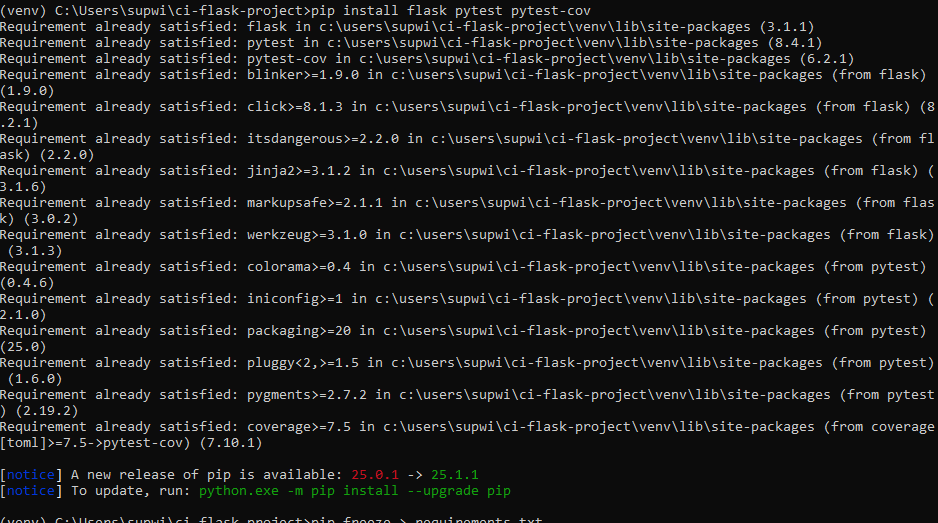 (venv) C:\Users\supwi\ci-flask-project>pip install flask pytest pytest-cov
Requirement already satisfied: flask in c:\users\supwi\ci-flask-project\venv\lib\site-packages (3.1.1)
Requirement already satisfied: pytest in c:\users\supwi\ci-flask-project\venv\lib\site-packages (8.4.1)
Requirement already satisfied: pytest-cov in c:\users\supwi\ci-flask-project\venv\lib\site-packages (6.2.1)
Requirement already satisfied: blinker>=1.9.0 in c:\users\supwi\ci-flask-project\venv\lib\site-packages (from flask)
(1.9.0)
Requirement already satisfied: click>=8.1.3 in c:\users\supwi\ci-flask-project\venv\lib\site-packages (from flask) (8
.2.1)
Requirement already satisfied: itsdangerous>=2.2.0 in c:\users\supwi\ci-flask-project\venv\lib\site-packages (from fl
ask) (2.2.0)
Requirement already satisfied: jinja2>=3.1.2 in c:\users\supwi\ci-flask-project\venv\lib\site-packages (from flask) (
3.1.6)
Requirement already satisfied: markupsafe>=2.1.1 in c:\users\supwi\ci-flask-project\venv\lib\site-packages (from flas
k) (3.0.2)
Requirement already satisfied: werkzeug>=3.1.0 in c:\users\supwi\ci-flask-project\venv\lib\site-packages (from flask)
 (3.1.3)
Requirement already satisfied: colorama>=0.4 in c:\users\supwi\ci-flask-project\venv\lib\site-packages (from pytest)
(0.4.6)
Requirement already satisfied: iniconfig>=1 in c:\users\supwi\ci-flask-project\venv\lib\site-packages (from pytest) (
2.1.0)
Requirement already satisfied: packaging>=20 in c:\users\supwi\ci-flask-project\venv\lib\site-packages (from pytest)
(25.0)
Requirement already satisfied: pluggy<2,>=1.5 in c:\users\supwi\ci-flask-project\venv\lib\site-packages (from pytest)
 (1.6.0)
Requirement already satisfied: pygments>=2.7.2 in c:\users\supwi\ci-flask-project\venv\lib\site-packages (from pytest
) (2.19.2)
Requirement already satisfied: coverage>=7.5 in c:\users\supwi\ci-flask-project\venv\lib\site-packages (from coverage
[toml]>=7.5->pytest-cov) (7.10.1)
[notice] A new release of pip is available: 25.0.1 -> 25.1.1
[notice] To update, run: python.exe -m pip install --upgrade pip
(venv) C:\Users\supwi\ci-flask-project>pip freeze > requirements.txt